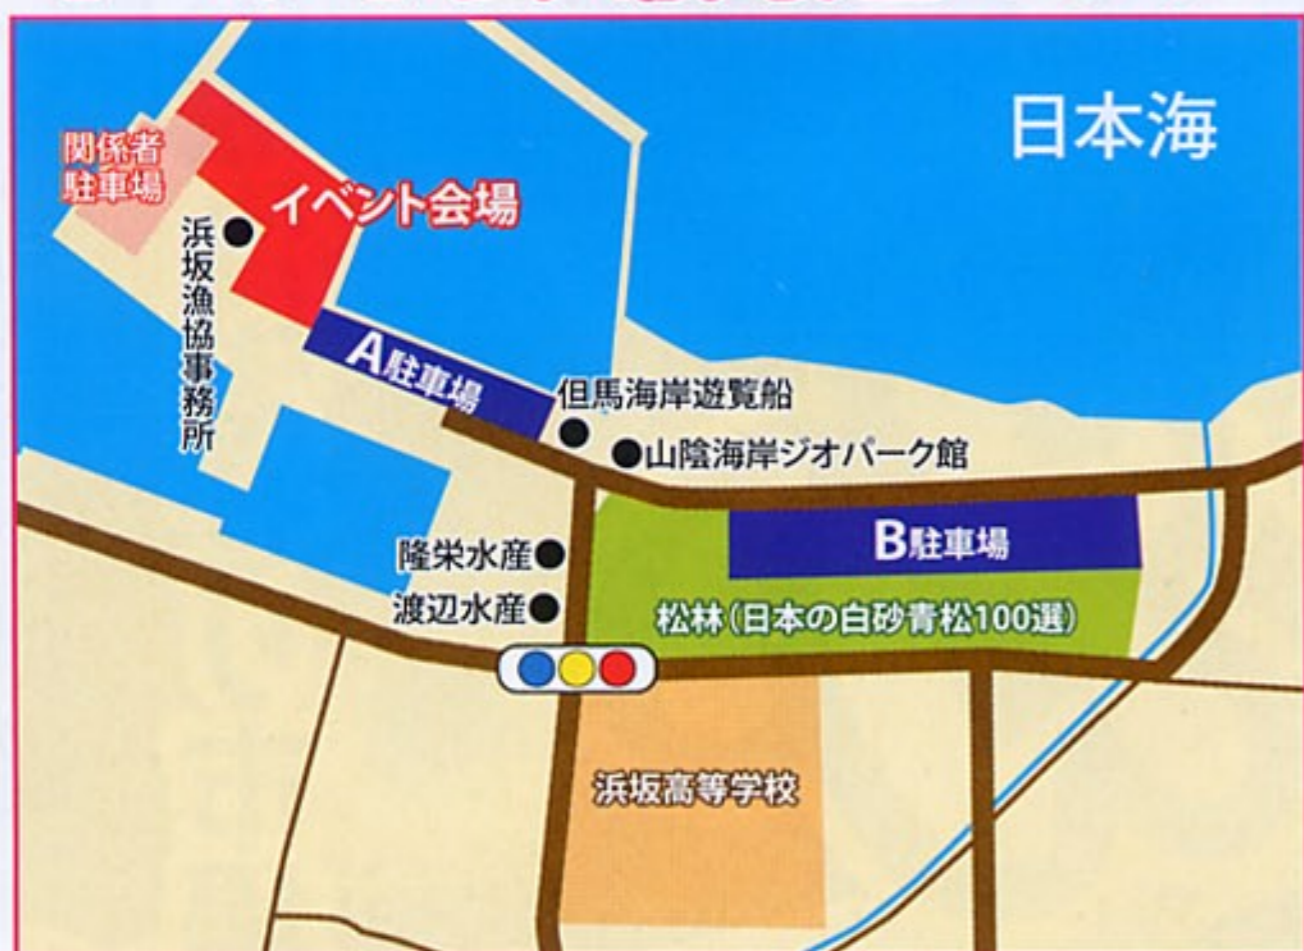 日本海
関係者
駐車場
イベント会場
浜坂漁協事務所
A駐車場
但馬海岸遊覧船
山陰海岸ジオパーク館
B駐車場
隆栄水産
渡辺水産
松林(日本の白砂青松100選)
浜坂高等学校